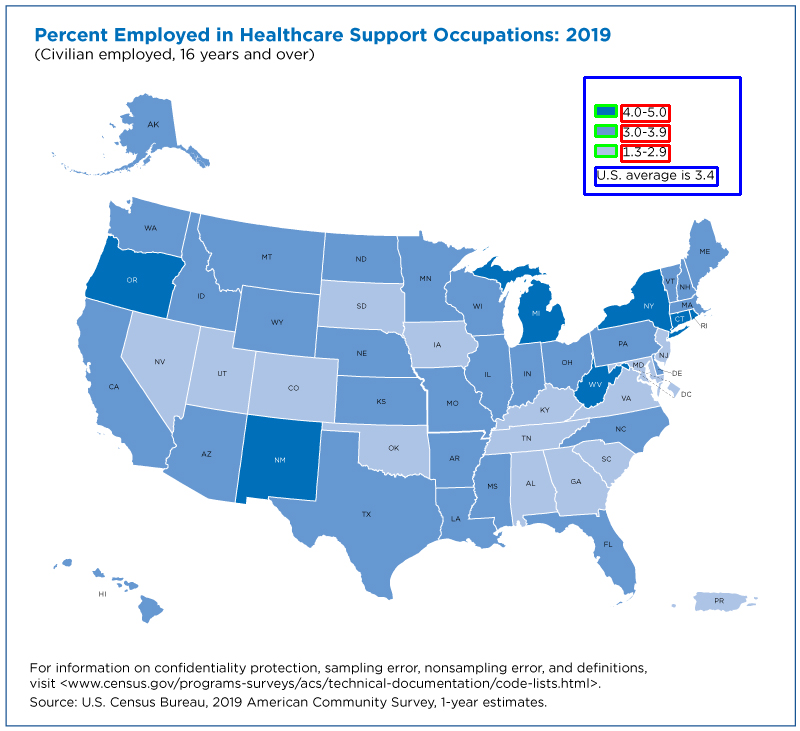 Percent Employed in Healthcare Support Occupations: 2019
(Civilian employed, 16 years and over)
4.0-5.0
3.0-3.9
1.3-2.9
U.S. average is 3.4
AK
WA
OR
ID
MT
ND
MN
SD
WY
WI
MI
ME
VT
NH
NY
MA
CT
RI
NV
UT
CO
NE
IA
IL
IN
OH
PA
NJ
MD
DE
DC
WV
VA
CA
KS
MO
KY
NC
TN
SC
AZ
NM
OK
AR
MS
AL
GA
TX
LA
FL
HI
PR
For information on confidentiality protection, sampling error, nonsampling error, and definitions,
visit <www.census.gov/programs-surveys/acs/technical-documentation/code-lists.html>.
Source: U.S. Census Bureau, 2019 American Community Survey, 1-year estimates.